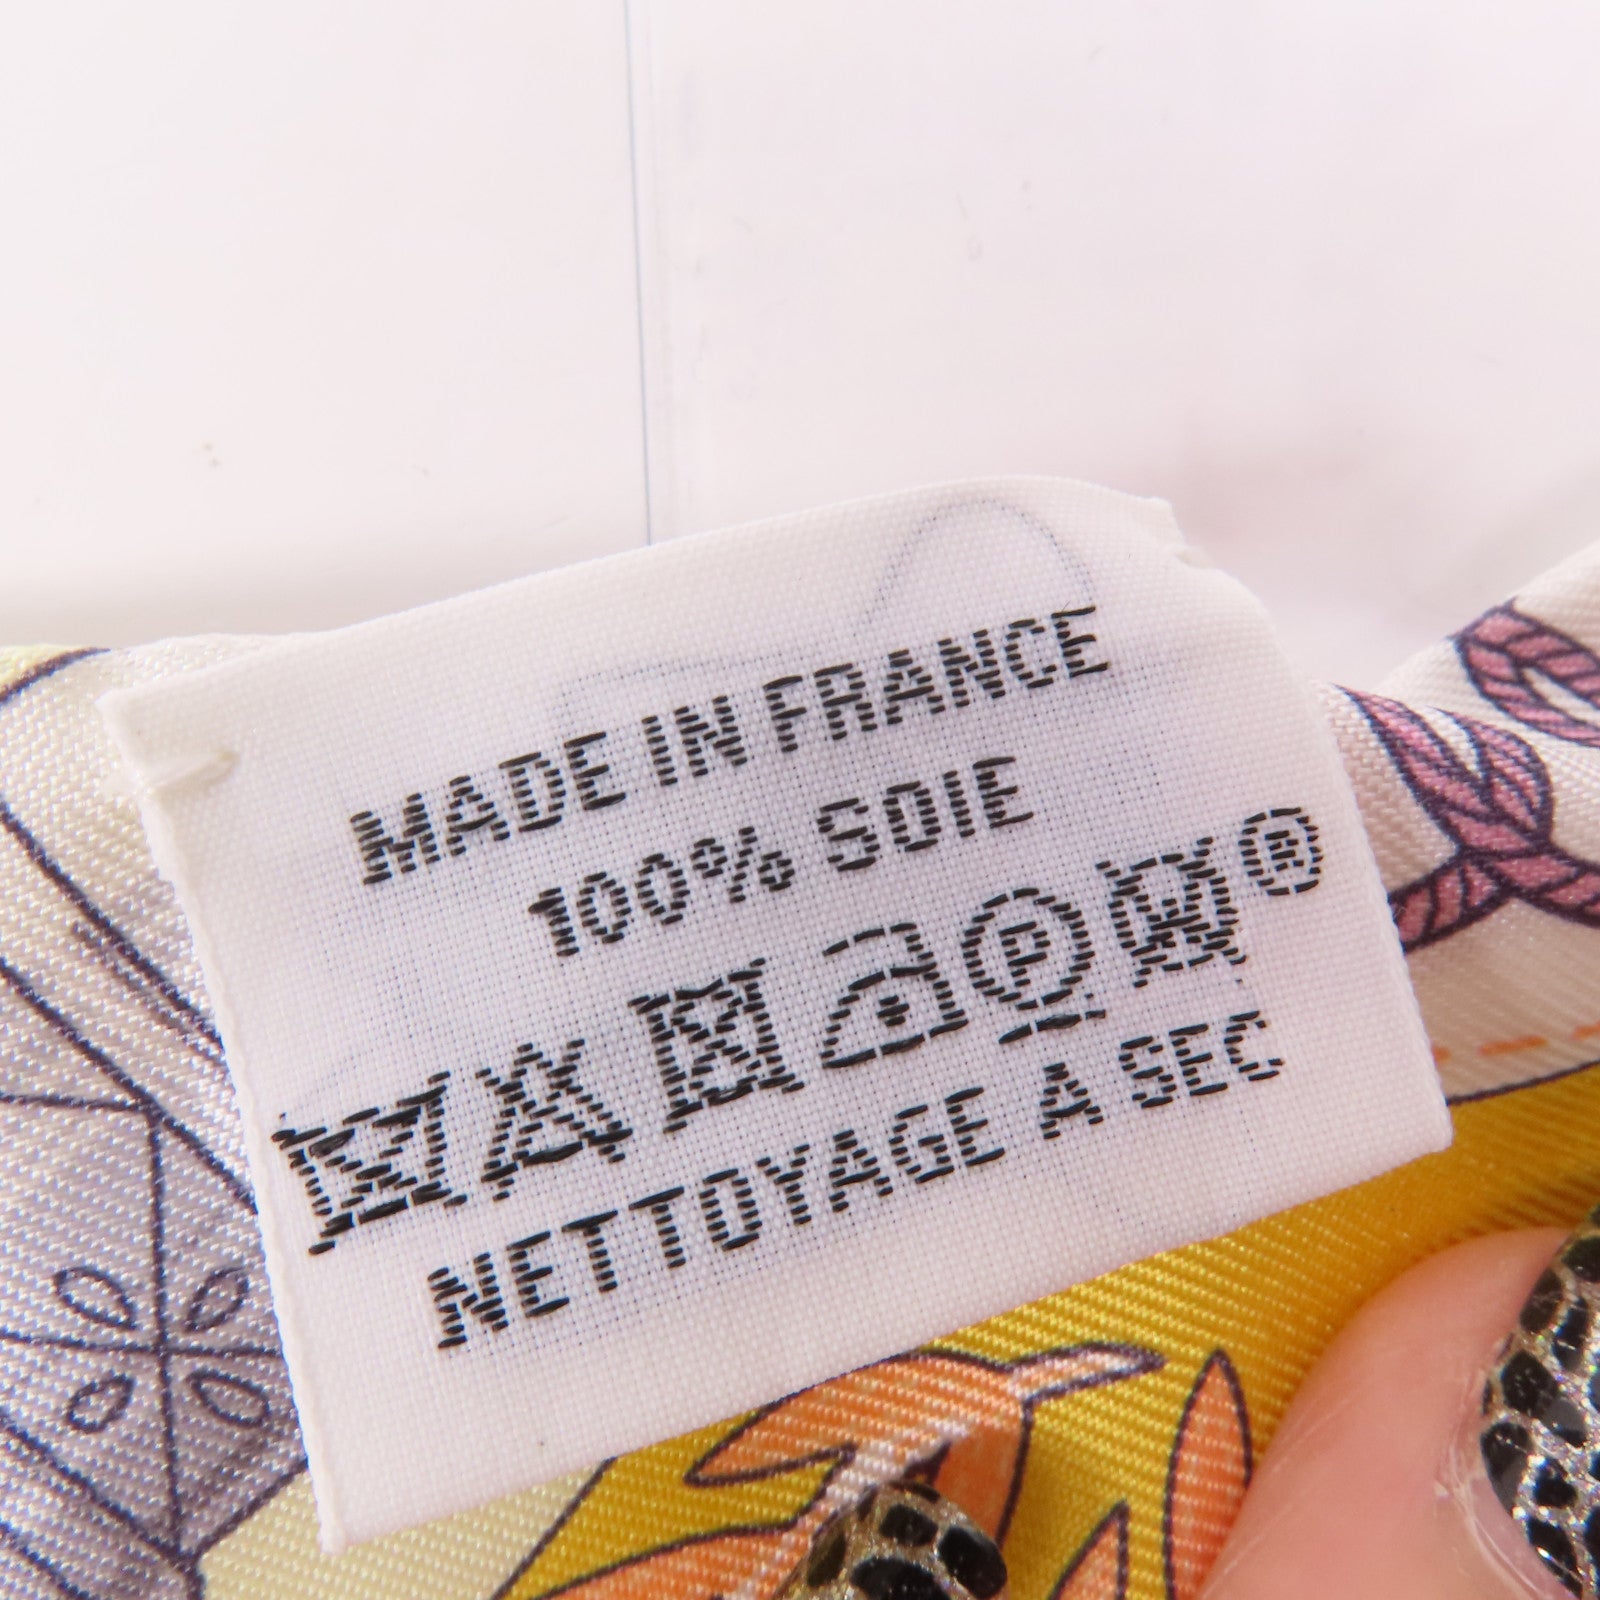 MADE IN FRANCE
100% SOIE
P ®
NETTOYAGE A SEC